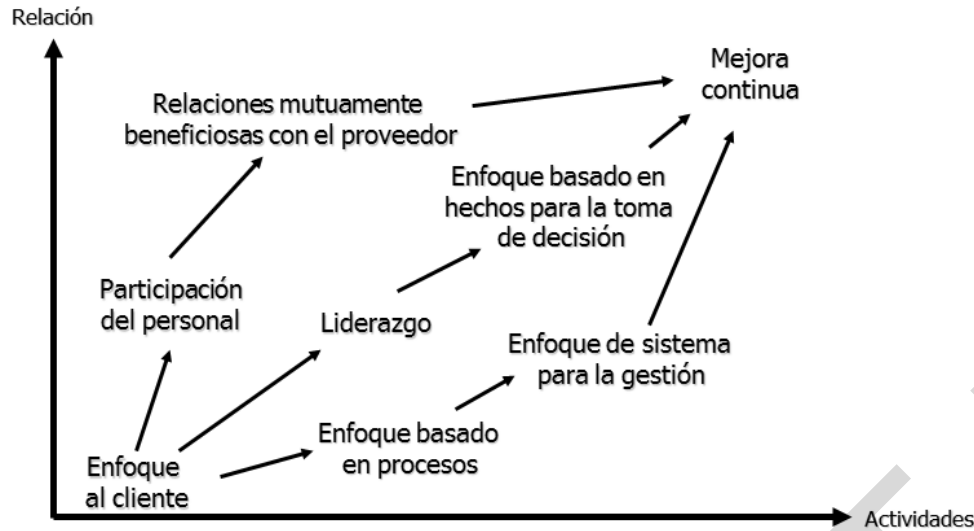 Relación
Mejora
continua
Relaciones mutuamente
beneficiosas con el proveedor
Enfoque basado en
hechos para la toma
de decisión
Participación
del personal
Liderazgo
Enfoque de sistema
para la gestión
Enfoque basado
en procesos
Enfoque
al cliente
Actividades